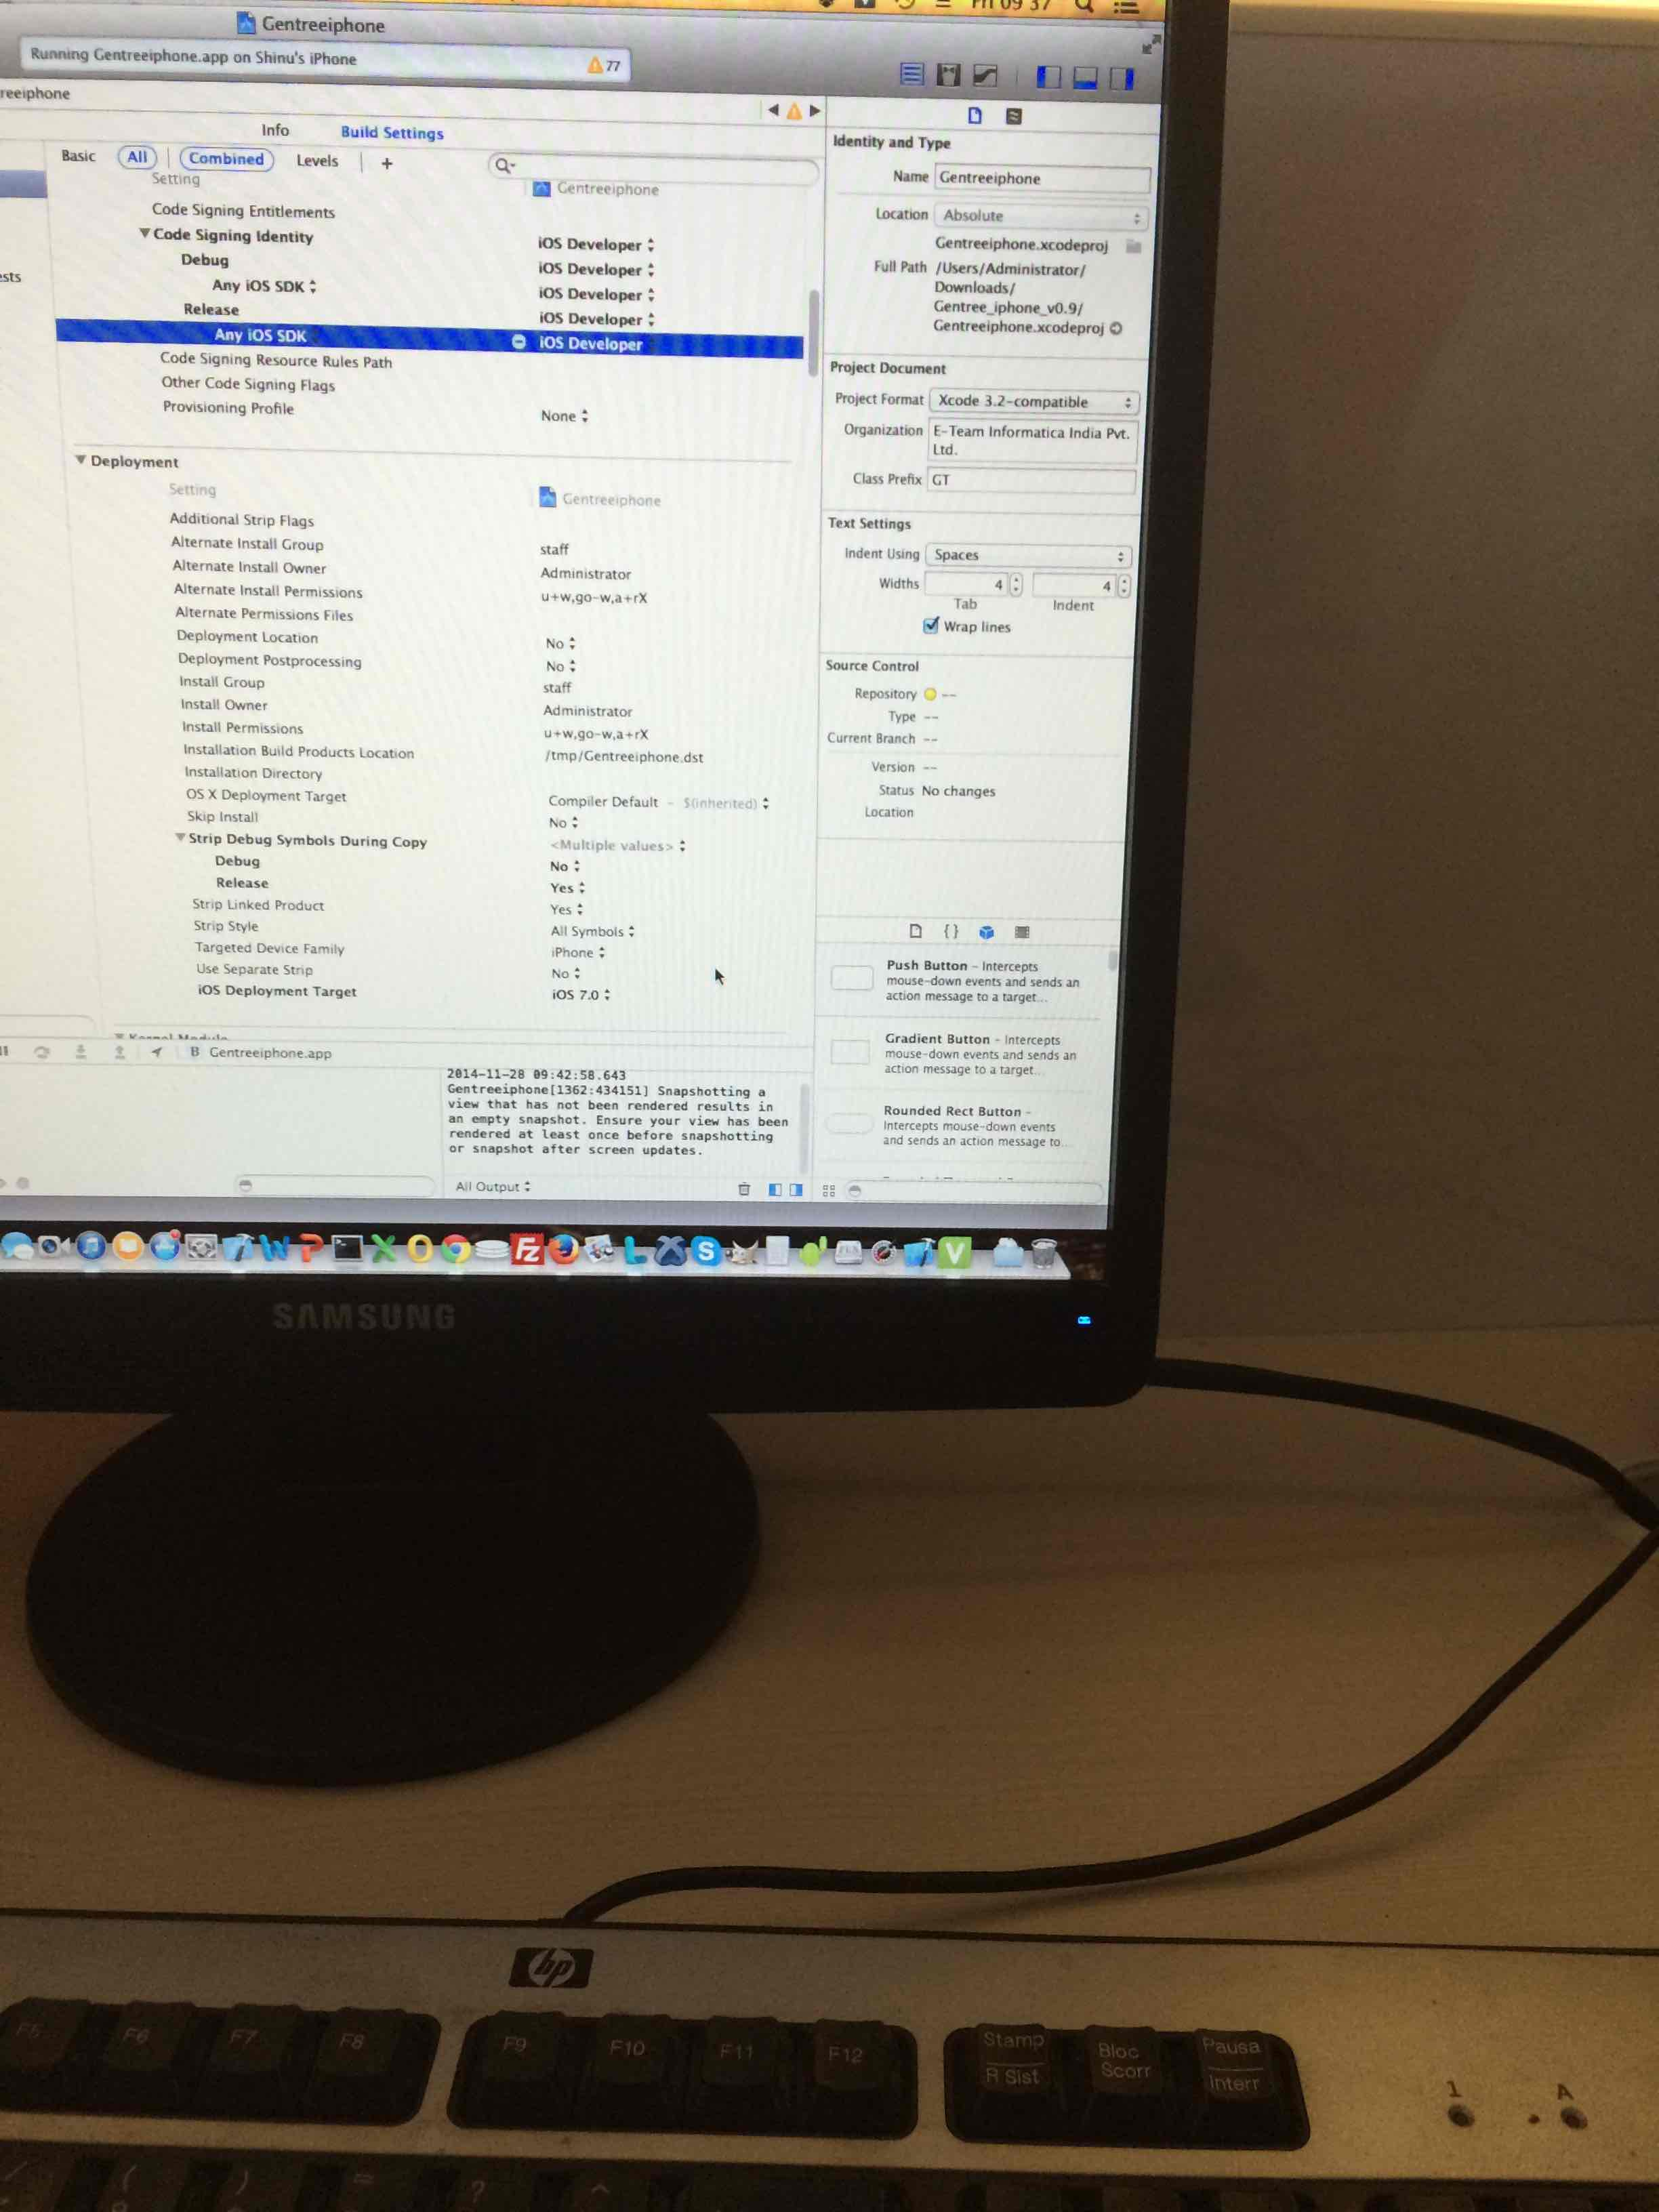 Fri 09 37
Gentreeiphone
Running Gentreeiphone.app on Shinu's iPhone
77
reeiphone
Info Build Settings
Basic All Combined Levels +
Setting Gentreeiphone
Code Signing Entitlements
Code Signing Identity iOS Developer
Debug iOS Developer
Any iOS SDK iOS Developer
Release iOS Developer
Any iOS SDK iOS Developer
Code Signing Resource Rules Path
Other Code Signing Flags
Provisioning Profile None
ests
Deployment
Setting Gentreeiphone
Additional Strip Flags
Alternate Install Group staff
Alternate Install Owner Administrator
Alternate Install Permissions u+w,go-w,a+rX
Alternate Permissions Files
Deployment Location No
Deployment Postprocessing No
Install Group staff
Install Owner Administrator
Install Permissions u+w,go-w,a+rX
Installation Build Products Location /tmp/Gentreeiphone.dst
Installation Directory
OS X Deployment Target Compiler Default - $(inherited)
Skip Install No
Strip Debug Symbols During Copy <Multiple values>
Debug No
Release Yes
Strip Linked Product Yes
Strip Style All Symbols
Targeted Device Family iPhone
Use Separate Strip No
iOS Deployment Target iOS 7.0
Kernel Module
Gentreeiphone.app
2014-11-28 09:42:58.643
Gentreeiphone[1362:434151] Snapshotting a
view that has not been rendered results in
an empty snapshot. Ensure your view has been
rendered at least once before snapshotting
or snapshot after screen updates.
All Output
Identity and Type
Name Gentreeiphone
Location Absolute
Gentreeiphone.xcodeproj
Full Path /Users/Administrator/
Downloads/
Gentree_iphone_v0.9/
Gentreeiphone.xcodeproj
Project Document
Project Format Xcode 3.2-compatible
Organization E-Team Informatica India Pvt.
Ltd.
Class Prefix GT
Text Settings
Indent Using Spaces
Widths 4 4
Tab Indent
Wrap lines
Source Control
Repository --
Type --
Current Branch --
Version --
Status No changes
Location
{}
Push Button - Intercepts
mouse-down events and sends an
action message to a target...
Gradient Button - Intercepts
mouse-down events and sends an
action message to a target...
Rounded Rect Button -
Intercepts mouse-down events
and sends an action message to...
W P X O FZ L S V
SAMSUNG
hp
F5 F6 F7 F8 F9 F10 F11 F12
Stamp
R Sist
Bloc
Scorr
Pausa
Interr
1 A